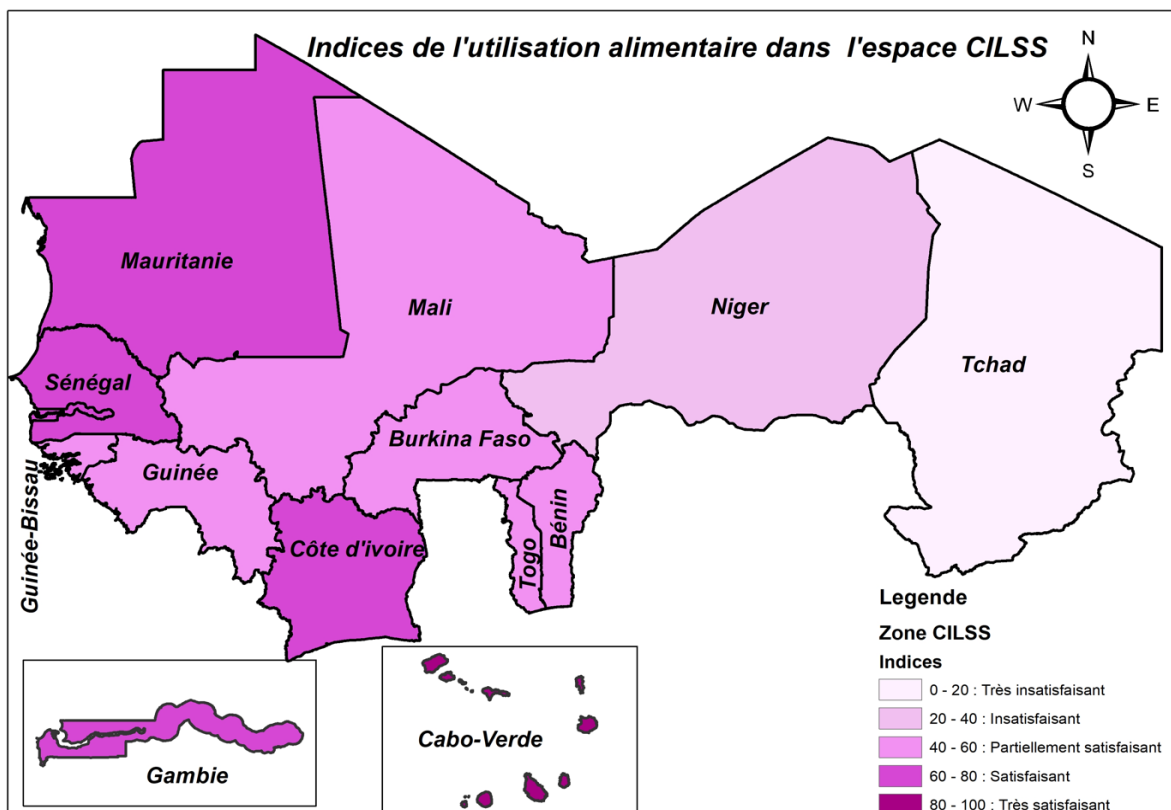 Indices de l'utilisation alimentaire dans l'espace CILSS
N
W
E
S
Mauritanie
Mali
Niger
Tchad
Sénégal
Burkina Faso
Guinée
Guinée-Bissau
Côte d'ivoire
Togo
Bénin
Gambie
Cabo-Verde
Legende
Zone CILSS
Indices
0 - 20 : Très insatisfaisant
20 - 40 : Insatisfaisant
40 - 60 : Partiellement satisfaisant
60 - 80 : Satisfaisant
80 - 100 : Très satisfaisant